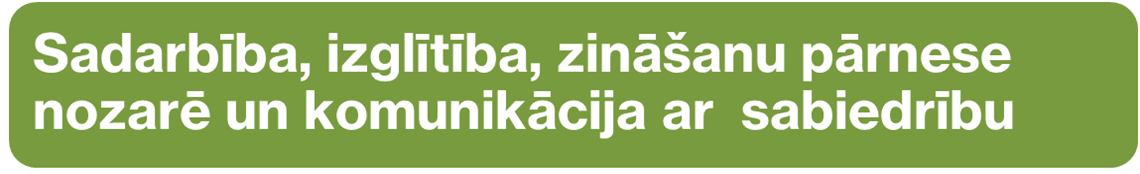 Sadarbība, izglītība, zināšanu pārnese
nozarē un komunikācija ar  sabiedrību